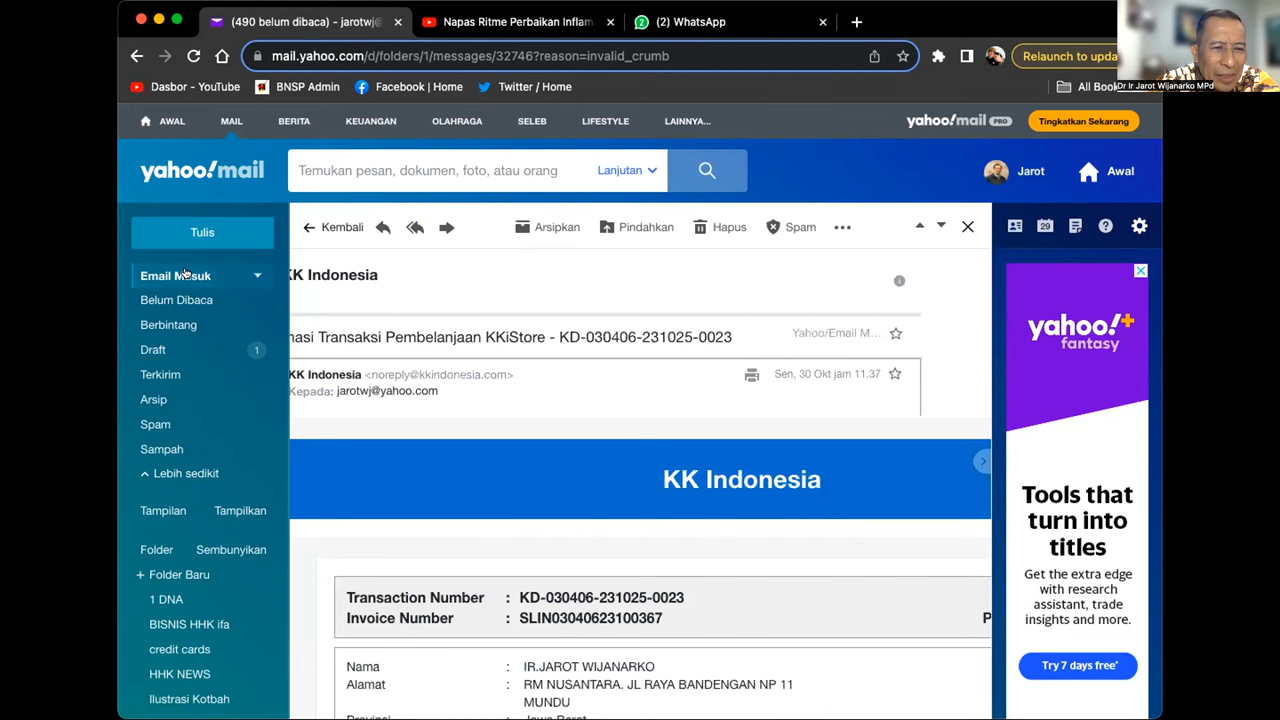 (490 belum dibaca) - jarotwj@
Napas Ritme Perbaikan Inflam
(2) WhatsApp
mail.yahoo.com/d/folders/1/messages/32746?reason=invalid_crumb
Relaunch to upda
Dasbor - YouTube
BNSP Admin
Facebook | Home
Twitter / Home
All Book
Dr Ir Jarot Wijanarko MPd
AWAL
MAIL
BERITA
KEUANGAN
OLAHRAGA
SELEB
LIFESTYLE
LAINNYA...
yahoo!mail PRO
Tingkatkan Sekarang
yahoo!mail
Temukan pesan, dokumen, foto, atau orang
Lanjutan
Jarot
Awal
Tulis
Kembali
Arsipkan
Pindahkan
Hapus
Spam
29
Email Masuk
Belum Dibaca
Berbintang
Draft 1
Terkirim
Arsip
Spam
Sampah
Lebih sedikit
Tampilan Tampilkan
Folder Sembunyikan
+ Folder Baru
1 DNA
BISNIS HHK ifa
credit cards
HHK NEWS
Ilustrasi Kotbah
KK Indonesia
nasi Transaksi Pembelanjaan KKiStore - KD-030406-231025-0023
Yahoo/Email M...
KK Indonesia <noreply@kkindonesia.com>
Sen, 30 Okt jam 11.37
Kepada: jarotwj@yahoo.com
KK Indonesia
Transaction Number : KD-030406-231025-0023
Invoice Number : SLIN03040623100367
P
Nama : IR.JAROT WIJANARKO
Alamat : RM NUSANTARA. JL RAYA BANDENGAN NP 11
MUNDU
yahoo!+
fantasy
Tools that
turn into
titles
Get the extra edge
with research
assistant, trade
insights and more.
Try 7 days free*